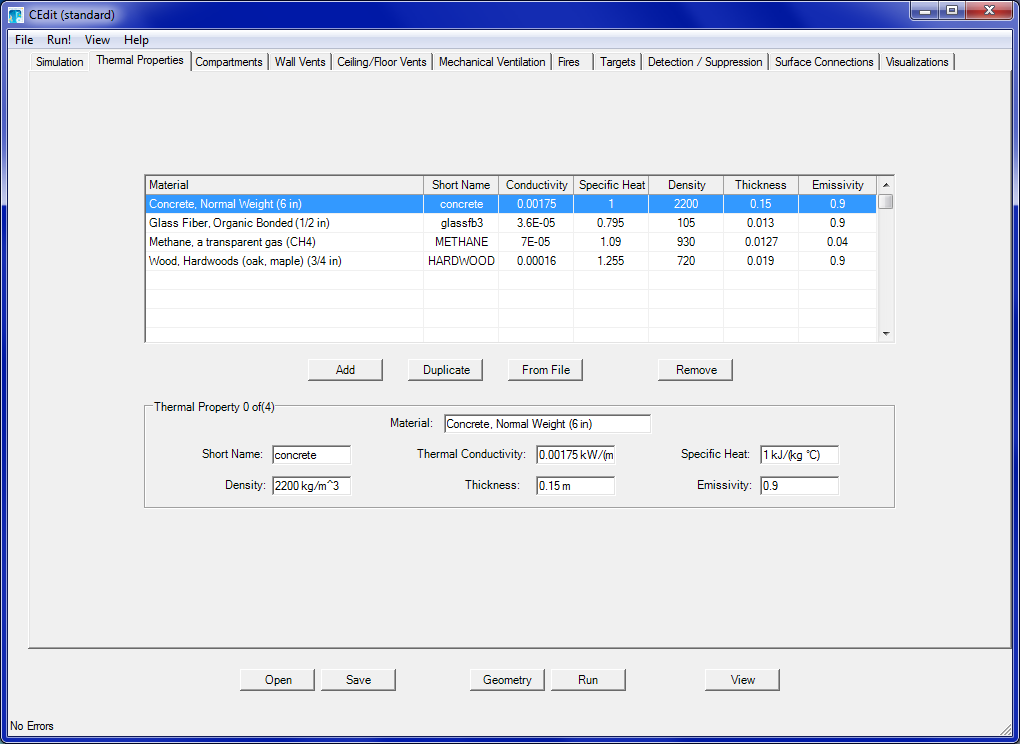 CEdit (standard)
File Run! View Help
Simulation Thermal Properties Compartments Wall Vents Ceiling/Floor Vents Mechanical Ventilation Fires Targets Detection / Suppression Surface Connections Visualizations
Material Short Name Conductivity Specific Heat Density Thickness Emissivity
Concrete, Normal Weight (6 in) concrete 0.00175 1 2200 0.15 0.9
Glass Fiber, Organic Bonded (1/2 in) glassfb3 3.6E-05 0.795 105 0.013 0.9
Methane, a transparent gas (CH4) METHANE 7E-05 1.09 930 0.0127 0.04
Wood, Hardwoods (oak, maple) (3/4 in) HARDWOOD 0.00016 1.255 720 0.019 0.9
Add Duplicate From File Remove
Thermal Property 0 of(4)
Material: Concrete, Normal Weight (6 in)
Short Name: concrete Thermal Conductivity: 0.00175 kW/(m Specific Heat: 1 kJ/(kg °C)
Density: 2200 kg/m^3 Thickness: 0.15 m Emissivity: 0.9
Open Save Geometry Run View
No Errors